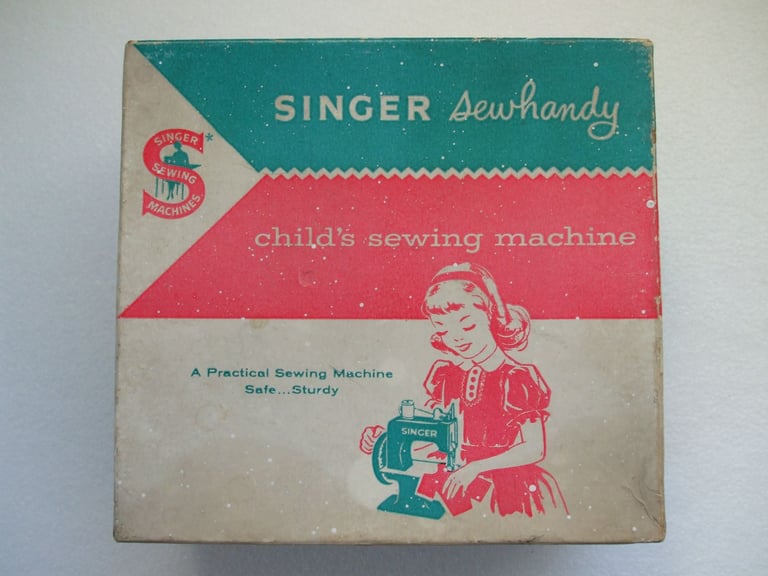 SINGER sewhandy
SINGER *
SEWING
MACHINES
child's sewing machine
A Practical Sewing Machine
Safe...Sturdy
SINGER